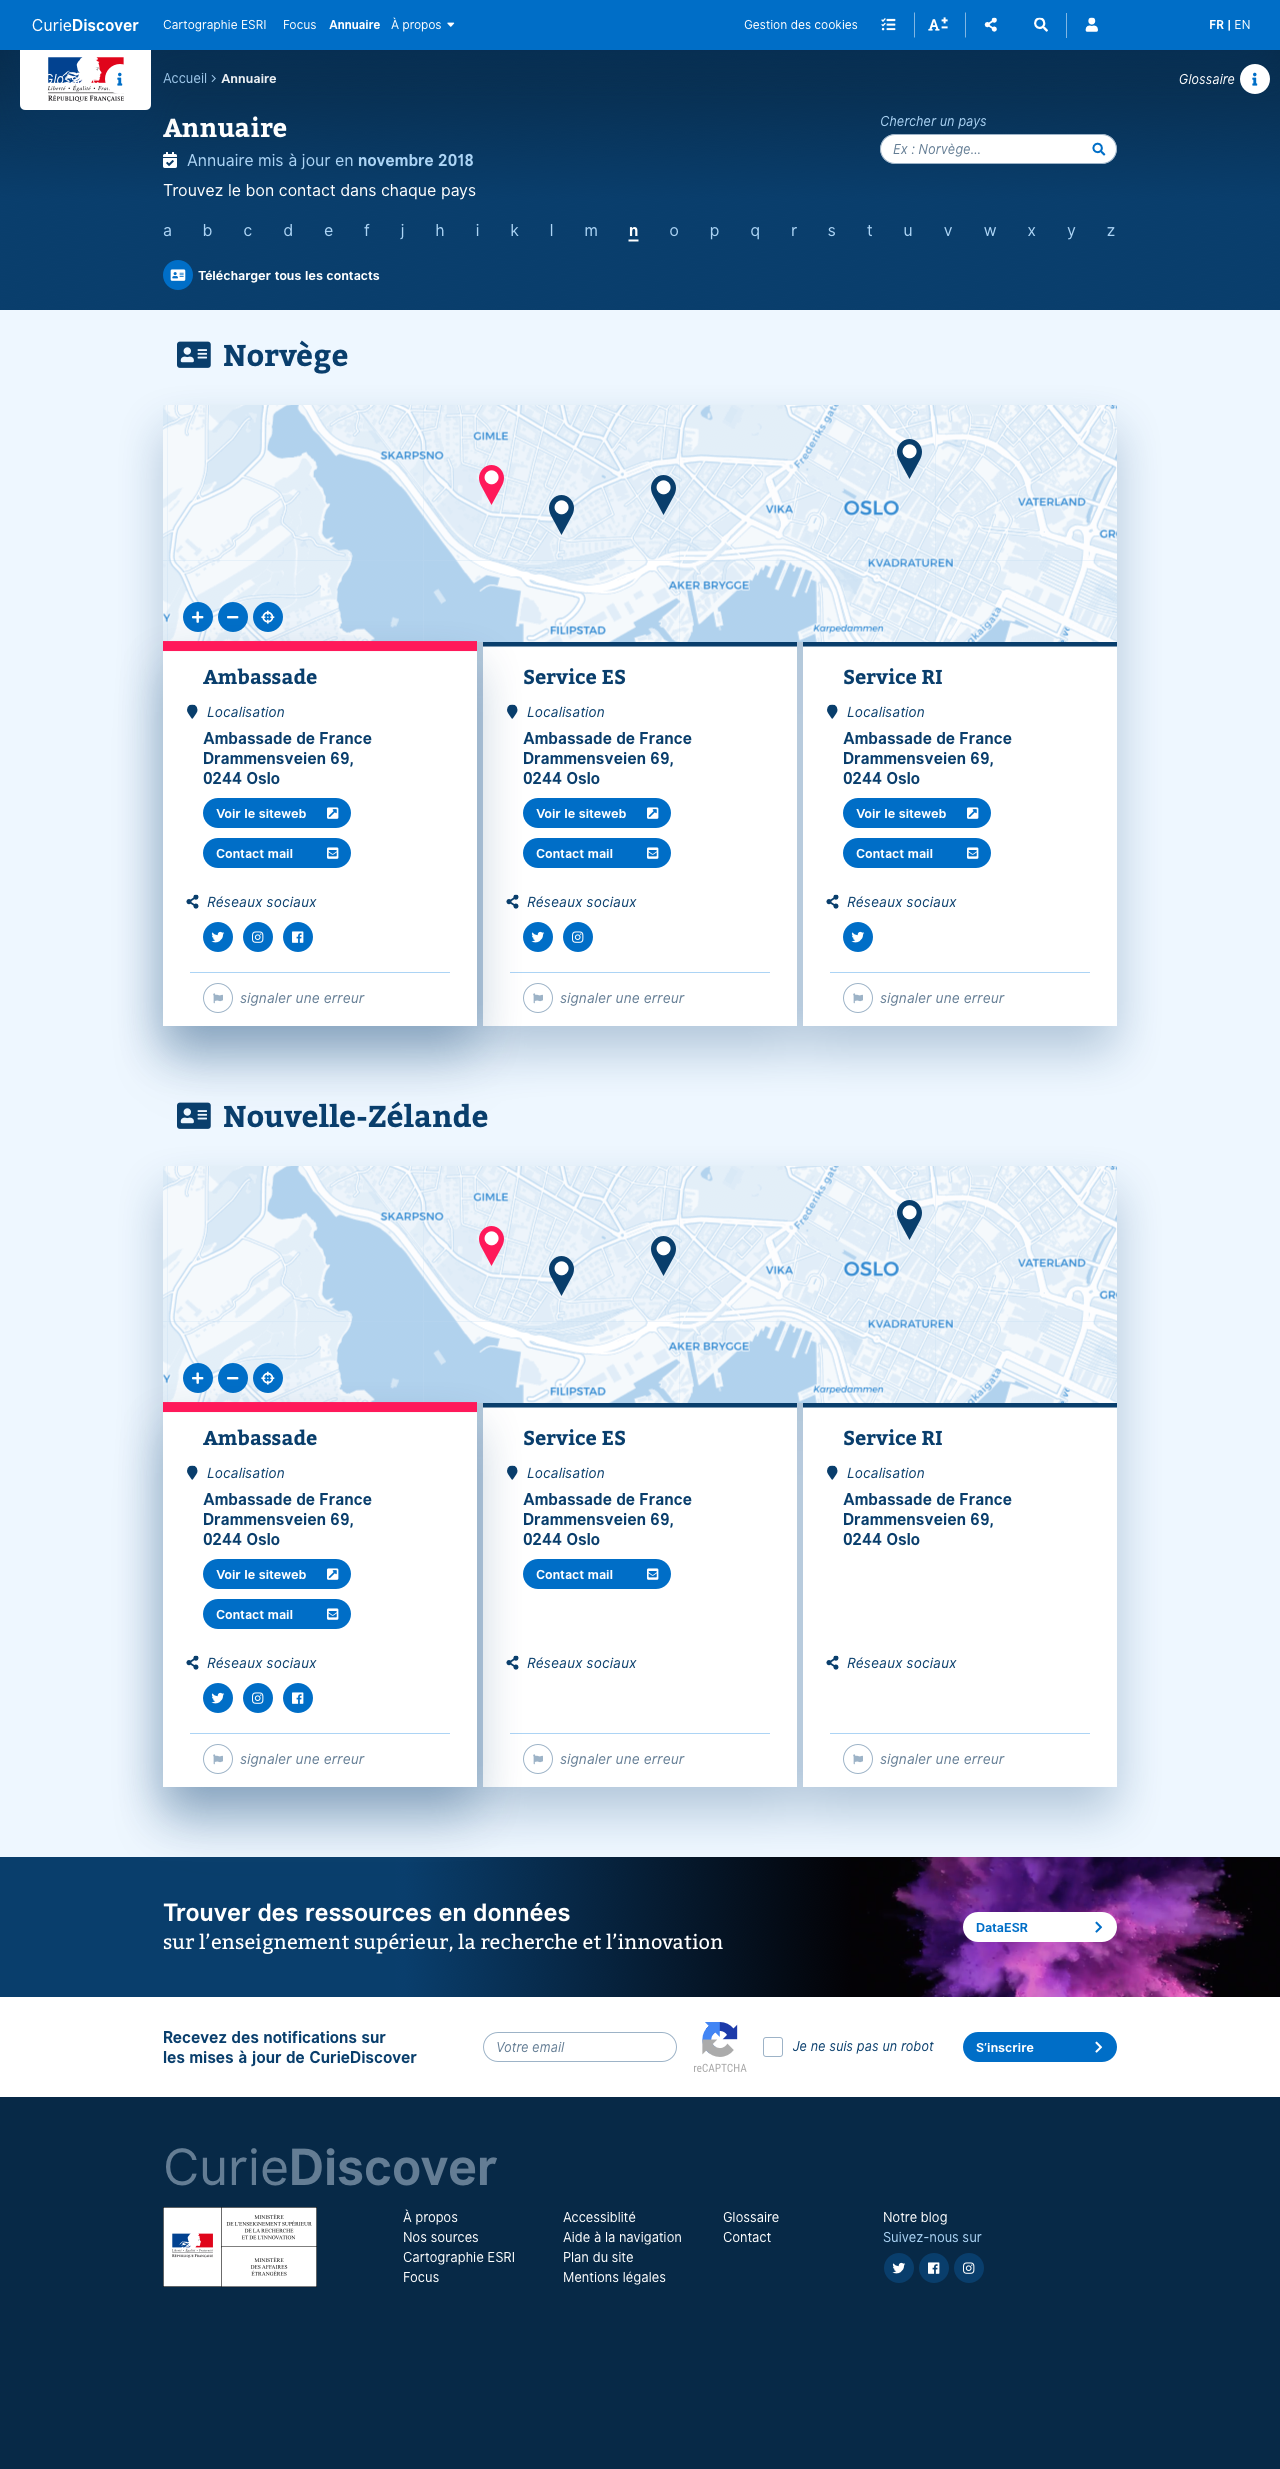 CurieDiscover
Cartographie ESRI Focus Annuaire À propos
Gestion des cookies
FR | EN
Liberté • Égalité • Frat.
RÉPUBLIQUE FRANÇAISE
Accueil > Annuaire
Glossaire
Annuaire
Annuaire mis à jour en novembre 2018
Trouvez le bon contact dans chaque pays
Chercher un pays
Ex : Norvège...
a b c d e f j h i k l m n o p q r s t u v w x y z
Télécharger tous les contacts
Norvège
GIMLE
SKARPSNO
Frederiks gata
VIKA
OSLO
VATERLAND
KVADRATUREN
AKER BRYGGE
FILIPSTAD
Karpedammen
Ambassade
Localisation
Ambassade de France
Drammensveien 69,
0244 Oslo
Voir le siteweb
Contact mail
Réseaux sociaux
signaler une erreur
Service ES
Localisation
Ambassade de France
Drammensveien 69,
0244 Oslo
Voir le siteweb
Contact mail
Réseaux sociaux
signaler une erreur
Service RI
Localisation
Ambassade de France
Drammensveien 69,
0244 Oslo
Voir le siteweb
Contact mail
Réseaux sociaux
signaler une erreur
Nouvelle-Zélande
GIMLE
SKARPSNO
Frederiks gata
VIKA
OSLO
VATERLAND
KVADRATUREN
AKER BRYGGE
FILIPSTAD
Karpedammen
Ambassade
Localisation
Ambassade de France
Drammensveien 69,
0244 Oslo
Voir le siteweb
Contact mail
Réseaux sociaux
signaler une erreur
Service ES
Localisation
Ambassade de France
Drammensveien 69,
0244 Oslo
Contact mail
Réseaux sociaux
signaler une erreur
Service RI
Localisation
Ambassade de France
Drammensveien 69,
0244 Oslo
Réseaux sociaux
signaler une erreur
Trouver des ressources en données
sur l’enseignement supérieur, la recherche et l’innovation
DataESR
Recevez des notifications sur
les mises à jour de CurieDiscover
Votre email
reCAPTCHA
Je ne suis pas un robot
S’inscrire
CurieDiscover
RÉPUBLIQUE FRANÇAISE
MINISTÈRE
DE L'ENSEIGNEMENT SUPÉRIEUR
DE LA RECHERCHE
ET DE L'INNOVATION
MINISTÈRE
DES AFFAIRES
ÉTRANGÈRES
À propos
Nos sources
Cartographie ESRI
Focus
Accessiblité
Aide à la navigation
Plan du site
Mentions légales
Glossaire
Contact
Notre blog
Suivez-nous sur